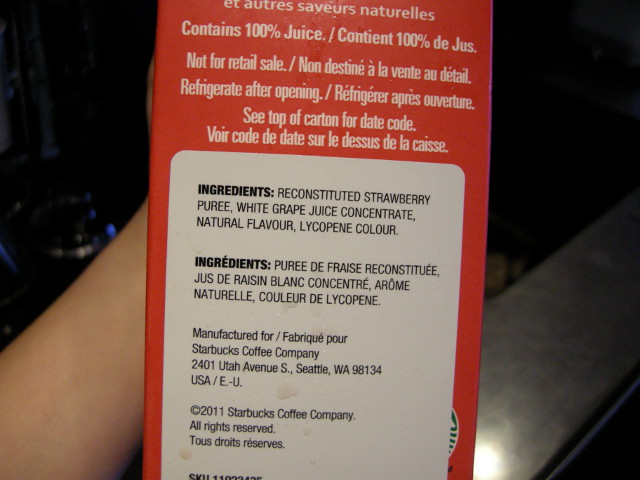 et autres saveurs naturelles
Contains 100% Juice. / Contient 100% de Jus.
Not for retail sale. / Non destiné à la vente au détail.
Refrigerate after opening. / Réfrigérer après ouverture.
See top of carton for date code.
Voir code de date sur le dessus de la caisse.
INGREDIENTS: RECONSTITUTED STRAWBERRY
PUREE, WHITE GRAPE JUICE CONCENTRATE,
NATURAL FLAVOUR, LYCOPENE COLOUR.
INGRÉDIENTS: PUREE DE FRAISE RECONSTITUÉE,
JUS DE RAISIN BLANC CONCENTRÉ, ARÔME
NATURELLE, COULEUR DE LYCOPENE.
Manufactured for / Fabriqué pour
Starbucks Coffee Company
2401 Utah Avenue S., Seattle, WA 98134
USA / E.-U.
©2011 Starbucks Coffee Company.
All rights reserved.
Tous droits réserves.
SKU